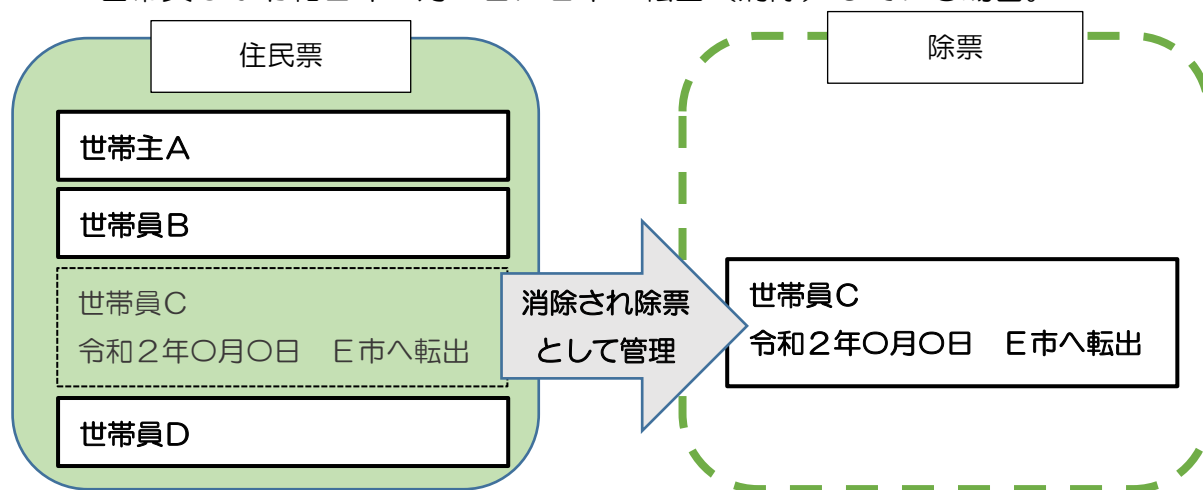 住民票
除票
世帯主A
世帯員B
世帯員C
令和2年〇月〇日　E市へ転出
世帯員D
消除され除票
として管理
世帯員C
令和2年〇月〇日　E市へ転出